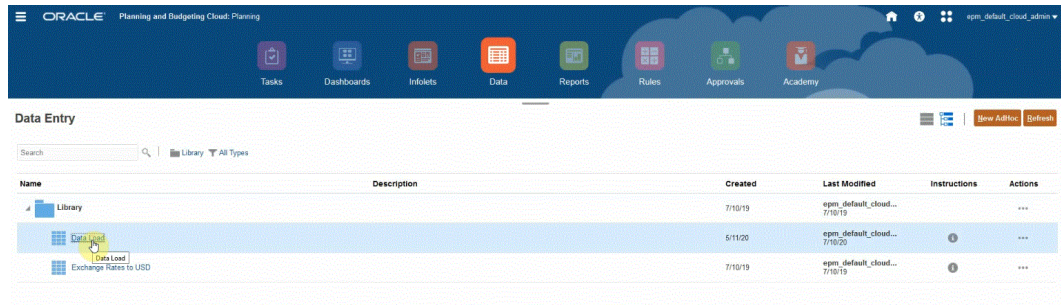 ORACLE Planning and Budgeting Cloud: Planning epm_default_cloud_admin
Tasks Dashboards Infolets Data Reports Rules Approvals Academy
Data Entry New AdHoc Refresh
Search Library All Types
Name Description Created Last Modified Instructions Actions
Library 7/10/19 epm_default_cloud...
7/10/19
Data Load 5/11/20 epm_default_cloud...
7/10/20
Data Load
Exchange Rates to USD 7/10/19 epm_default_cloud...
7/10/19